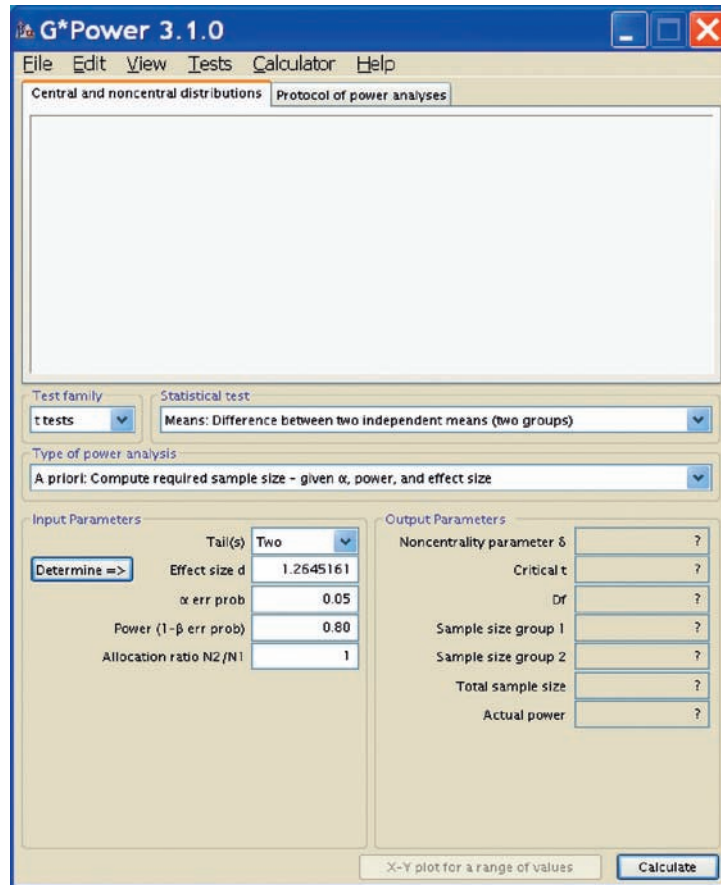 G*Power 3.1.0
File Edit View Tests Calculator Help
Central and noncentral distributions Protocol of power analyses
Test family Statistical test
t tests Means: Difference between two independent means (two groups)
Type of power analysis
A priori: Compute required sample size - given α, power, and effect size
Input Parameters Output Parameters
Tail(s) Two Noncentrality parameter δ ?
Determine => Effect size d 1.2645161 Critical t ?
α err prob 0.05 Df ?
Power (1-β err prob) 0.80 Sample size group 1 ?
Allocation ratio N2/N1 1 Sample size group 2 ?
Total sample size ?
Actual power ?
X-Y plot for a range of values Calculate